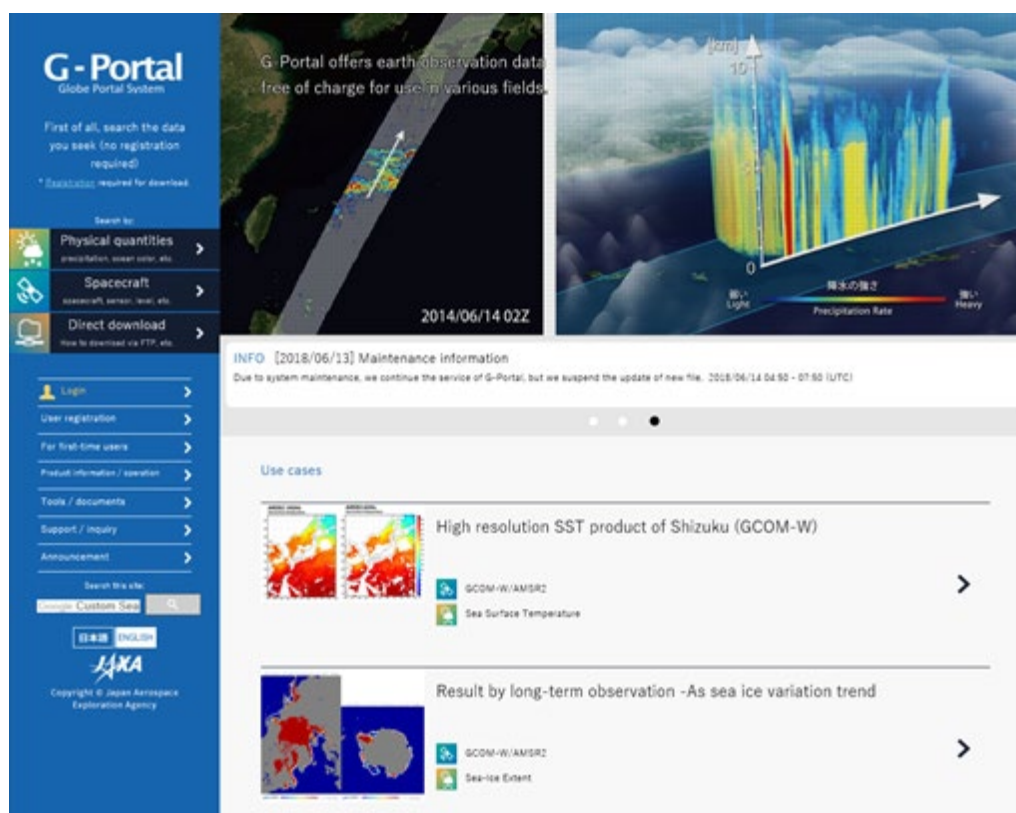 G-Portal
Globe Portal System
First of all, search the data
you seek (no registration
required)
* Registration required for download.
Search by:
Physical quantities
precipitation, ocean color, etc.
Spacecraft
spacecraft, sensor, level, etc.
Direct download
How to download via FTP, etc.
Login
User registration
For first-time users
Product information / operation
Tools / documents
Support / inquiry
Announcement
Search this site:
Google Custom Sea
日本語 ENGLISH
JAXA
Copyright © Japan Aerospace
Exploration Agency
G-Portal offers earth observation data
free of charge for use in various fields.
2014/06/14 02Z
[km]
10
0
弱い
Light
降水の強さ
Precipitation Rate
強い
Heavy
INFO [2018/06/13] Maintenance information
Due to system maintenance, we continue the service of G-Portal, but we suspend the update of new file. 2018/06/14 04:50 - 07:50 (UTC)
Use cases
High resolution SST product of Shizuku (GCOM-W)
GCOM-W/AMSR2
Sea Surface Temperature
Result by long-term observation -As sea ice variation trend
GCOM-W/AMSR2
Sea-Ice Extent